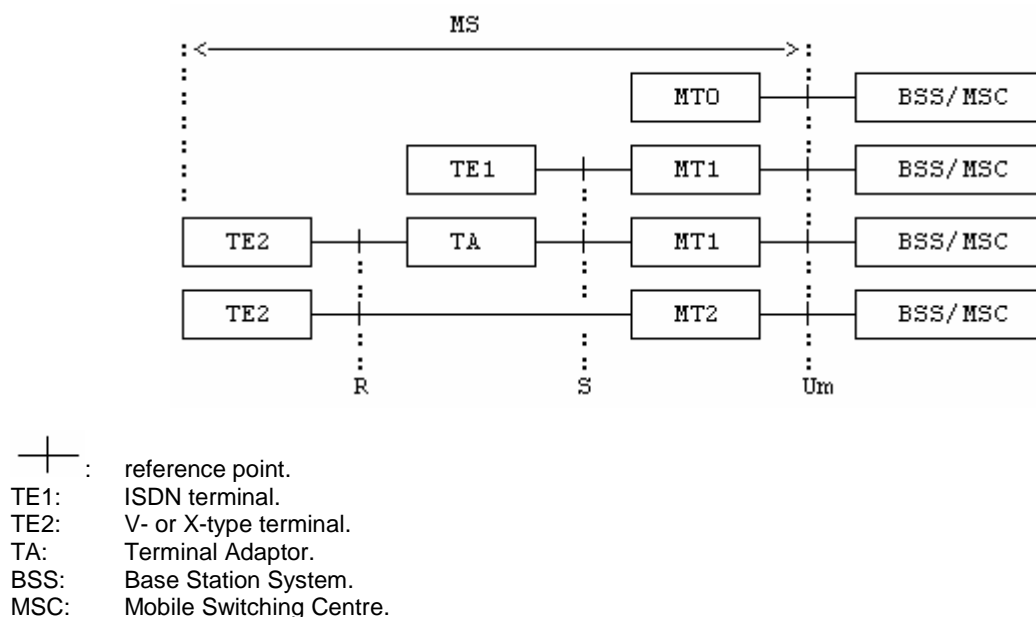 MS
MT0 BSS/MSC
TE1 MT1 BSS/MSC
TE2 TA MT1 BSS/MSC
TE2 MT2 BSS/MSC
R S Um
: reference point.
TE1: ISDN terminal.
TE2: V- or X-type terminal.
TA: Terminal Adaptor.
BSS: Base Station System.
MSC: Mobile Switching Centre.